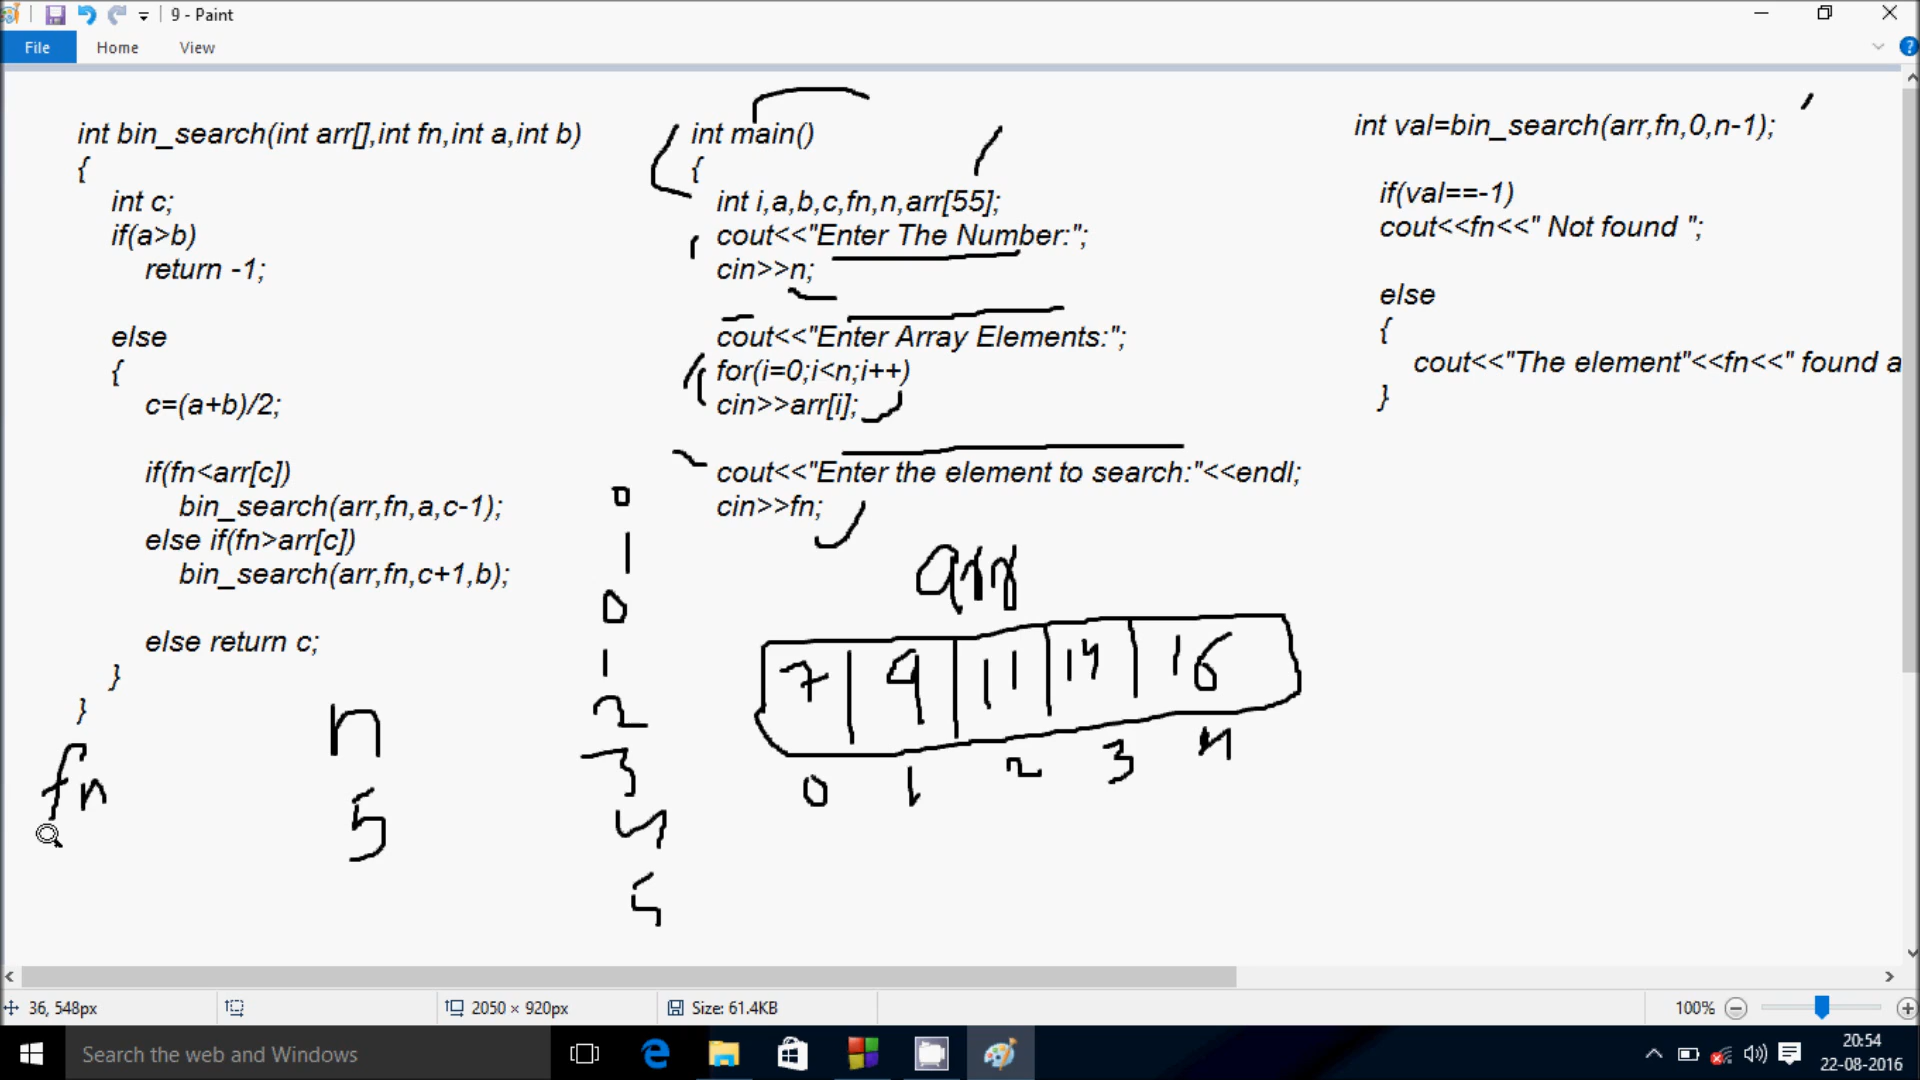 9 - Paint
File Home View
int bin_search(int arr[],int fn,int a,int b)
{
int c;
if(a>b)
return -1;
else
{
c=(a+b)/2;
if(fn<arr[c])
bin_search(arr,fn,a,c-1);
else if(fn>arr[c])
bin_search(arr,fn,c+1,b);
else return c;
}
}
int main()
{
int i,a,b,c,fn,n,arr[55];
cout<<"Enter The Number:";
cin>>n;
cout<<"Enter Array Elements:";
for(i=0;i<n;i++)
cin>>arr[i];
cout<<"Enter the element to search:"<<endl;
cin>>fn;
int val=bin_search(arr,fn,0,n-1);
if(val==-1)
cout<<fn<<" Not found ";
else
{
cout<<"The element"<<fn<<" found a
}
fn
n
5
0
1
0
1
2
3
4
5
arr
7 9 11 14 16
0 1 2 3 4
36, 548px
2050 × 920px
Size: 61.4KB
100%
Search the web and Windows
20:54
22-08-2016